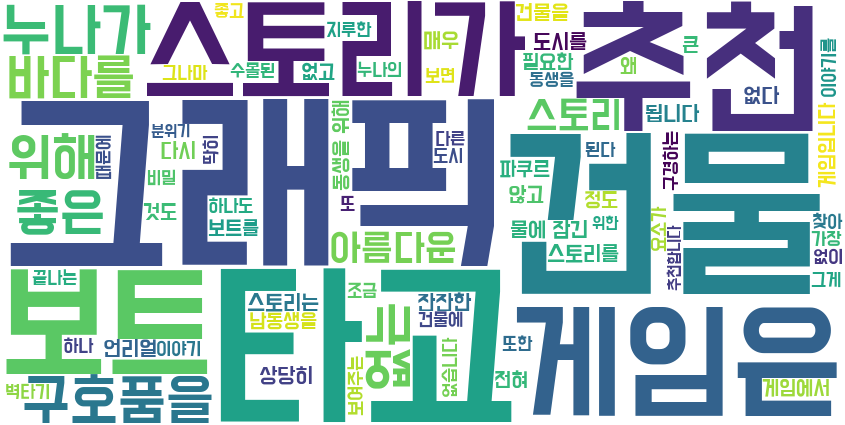 누나가
스토리가
좋고
지루한
매우
건물을
추천
큰
이야기를
바다를
그나마
수몰된
없고
누나의
보면
도시를
필요한
동생을
왜
없다
그래픽
건물
위해
분위기
때문에
다시
딱히
동생을 위해
다른
도시
스토리
됩니다
구경하는
게임입니다
비밀
좋은
것도
하나도
보트를
또
파쿠르
된다
않고
정도
물에 잠긴
위한
요소가
찾아
가장
아름다운
스토리를
추천합니다
없이
그게
끝나는
보트
타고
게임은
스토리는
조금
잔잔한
남동생을
건물에
그냥
하나
언리얼
이야기
상당히
보여주는
없습니다
또한
전혀
벽타기
구호품을
게임에서